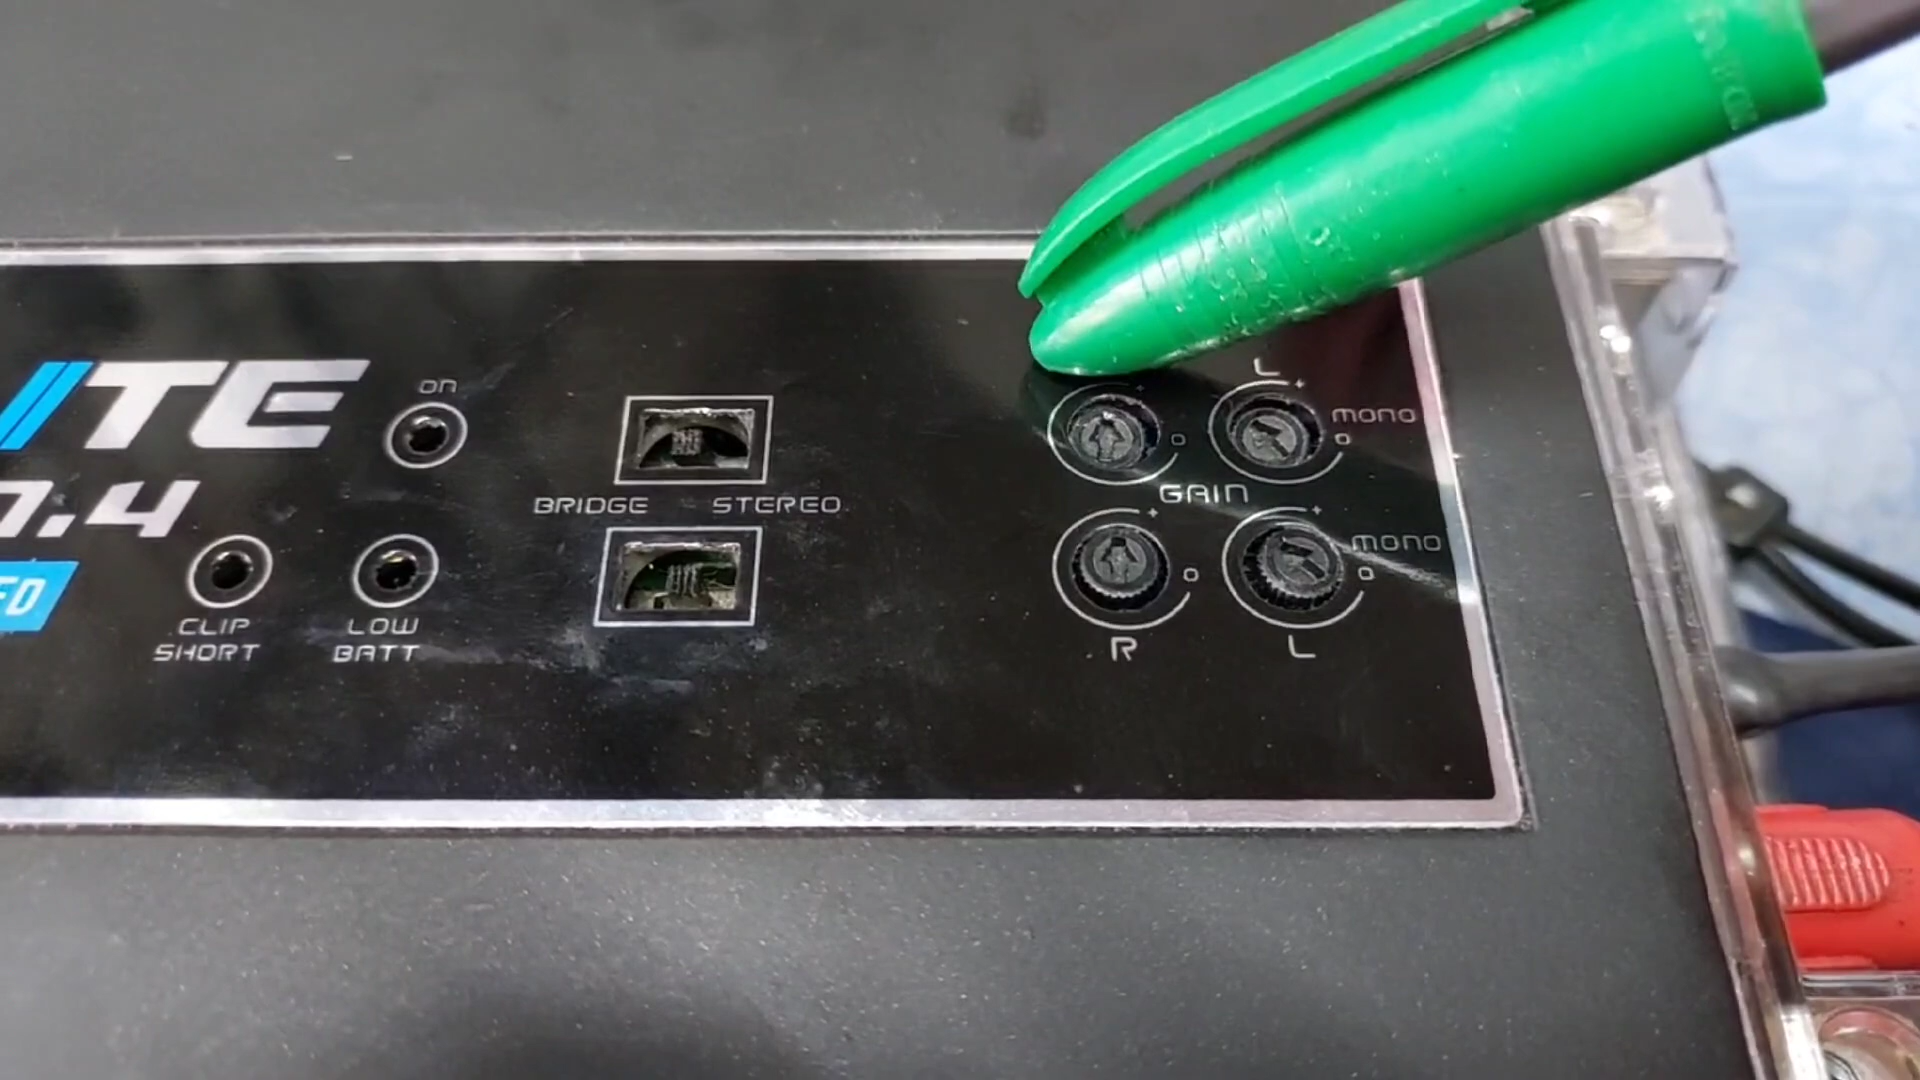 TE
ON
.4
BRIDGE STEREO
CLIP
SHORT
LOW
BATT
L
+ +
MONO
O O
GAIN
+ +
MONO
O O
R L